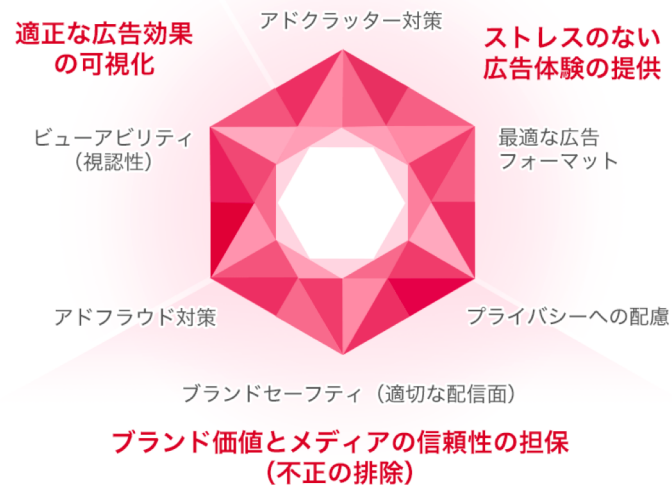 適正な広告効果
の可視化
アドクラッター対策
ストレスのない
広告体験の提供
ビューアビリティ
（視認性）
最適な広告
フォーマット
アドフラウド対策
プライバシーへの配慮
ブランドセーフティ（適切な配信面）
ブランド価値とメディアの信頼性の担保
（不正の排除）